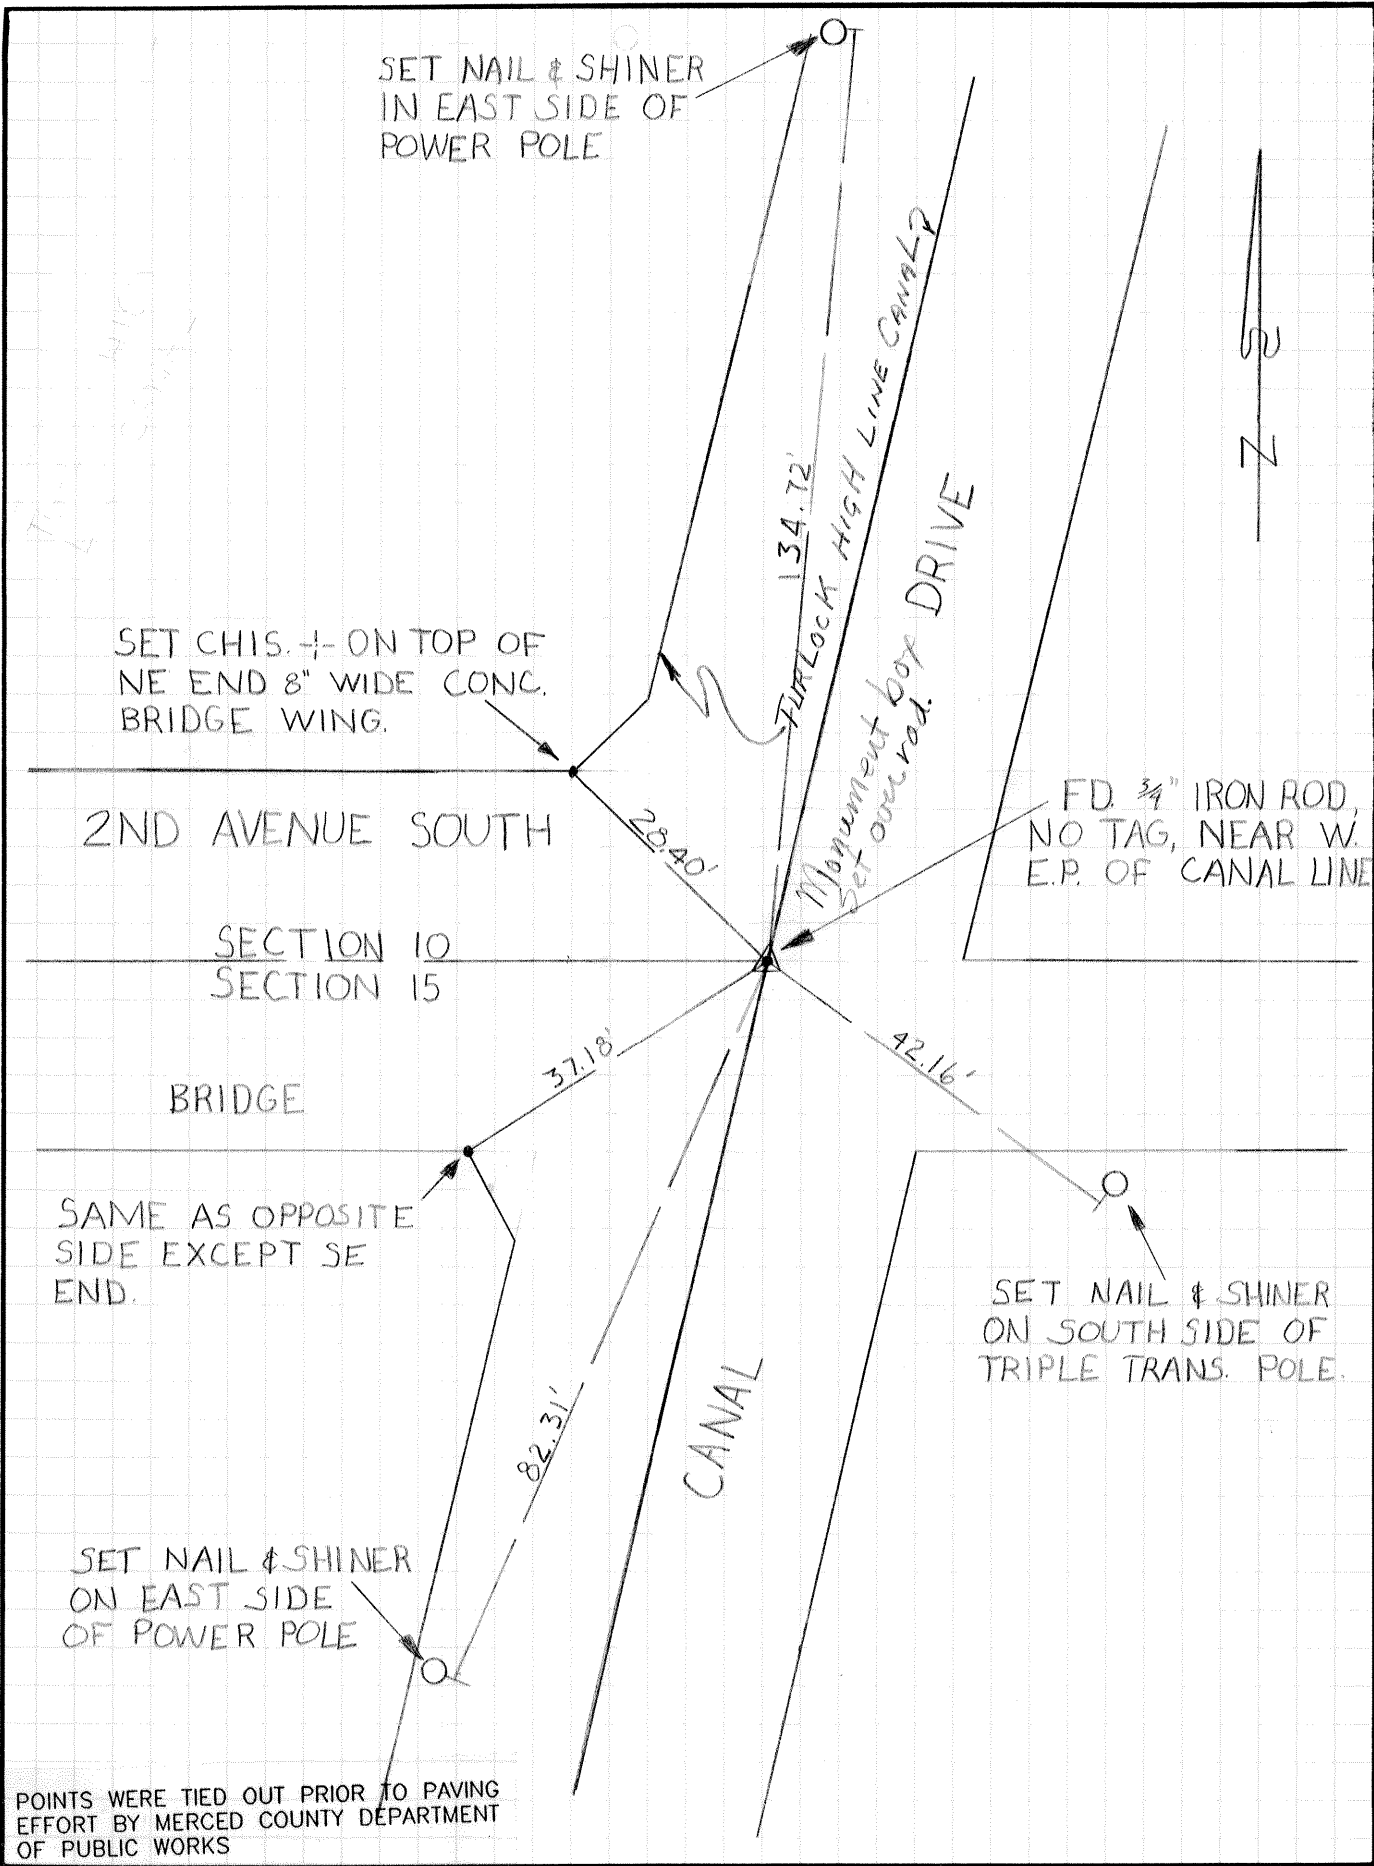 SET NAIL & SHINER
IN EAST SIDE OF
POWER POLE
TURLOCK HIGH LINE CANAL?
134.72'
DRIVE
Monument box
Set over rod.
SET CHIS. -|- ON TOP OF
NE END 8" WIDE CONC.
BRIDGE WING.
2ND AVENUE SOUTH
28.40'
FD. 3/4" IRON ROD,
NO TAG, NEAR W.
E.P. OF CANAL LINE
SECTION 10
SECTION 15
37.18'
42.16'
BRIDGE
SAME AS OPPOSITE
SIDE EXCEPT SE
END.
SET NAIL & SHINER
ON SOUTH SIDE OF
TRIPLE TRANS. POLE.
CANAL
82.31'
SET NAIL & SHINER
ON EAST SIDE
OF POWER POLE
POINTS WERE TIED OUT PRIOR TO PAVING
EFFORT BY MERCED COUNTY DEPARTMENT
OF PUBLIC WORKS